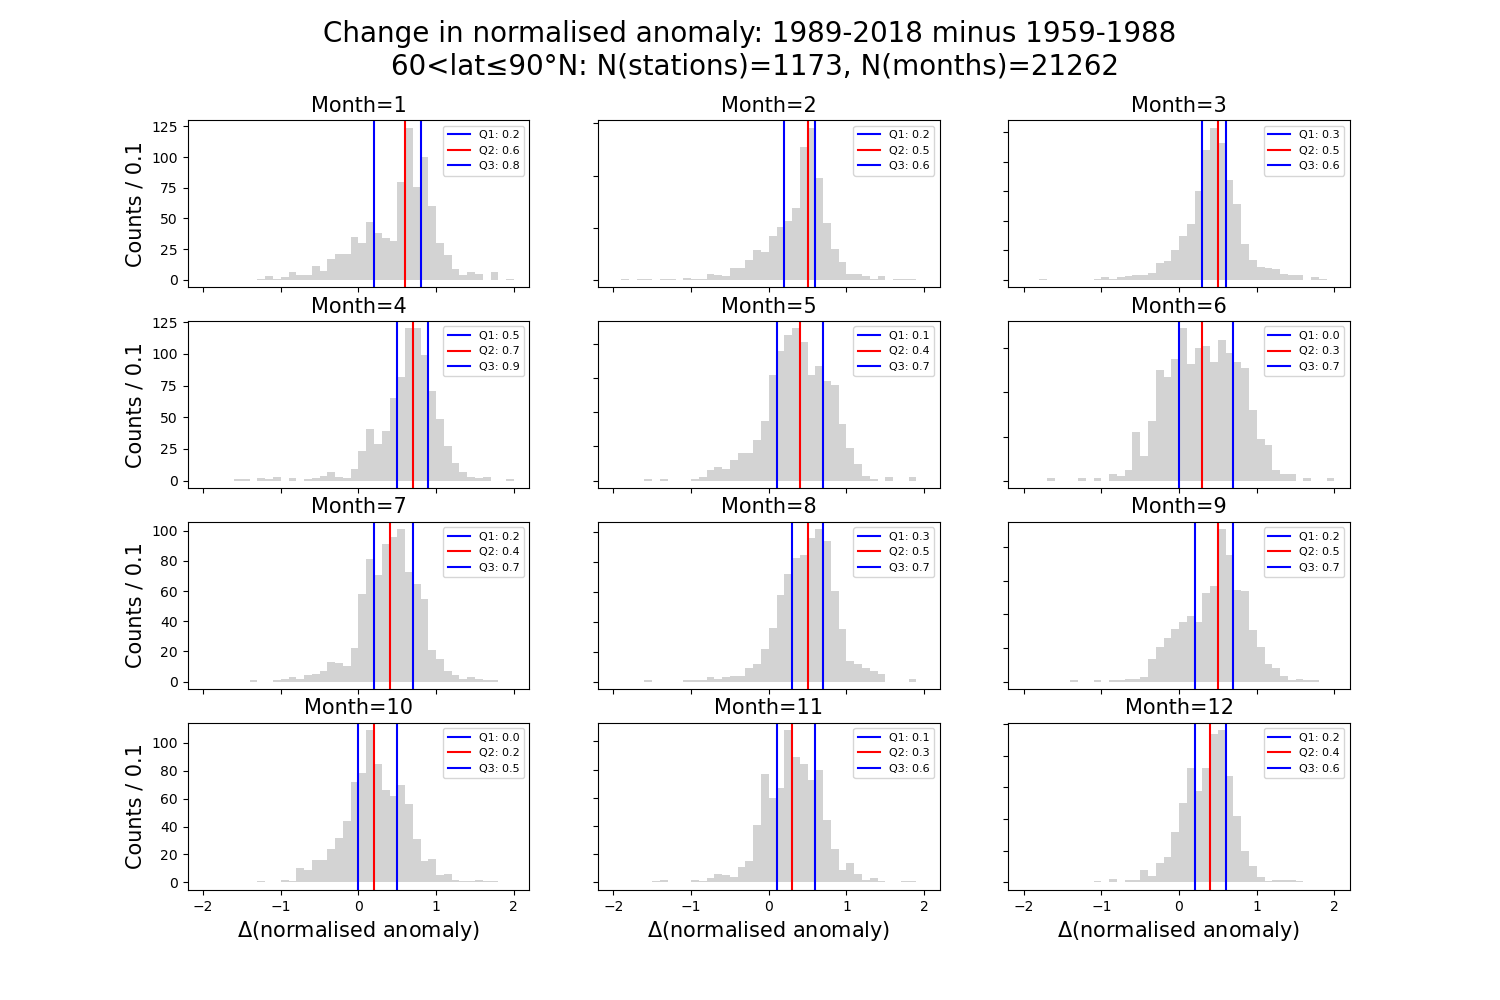 Change in normalised anomaly: 1989-2018 minus 1959-1988
60<lat≤90°N: N(stations)=1173, N(months)=21262
Month=1
Month=2
Month=3
125
100
75
50
25
0
Counts / 0.1
Q1: 0.2
Q2: 0.6
Q3: 0.8
Q1: 0.2
Q2: 0.5
Q3: 0.6
Q1: 0.3
Q2: 0.5
Q3: 0.6
Month=4
Month=5
Month=6
125
100
75
50
25
0
Counts / 0.1
Q1: 0.5
Q2: 0.7
Q3: 0.9
Q1: 0.1
Q2: 0.4
Q3: 0.7
Q1: 0.0
Q2: 0.3
Q3: 0.7
Month=7
Month=8
Month=9
100
80
60
40
20
0
Counts / 0.1
Q1: 0.2
Q2: 0.4
Q3: 0.7
Q1: 0.3
Q2: 0.5
Q3: 0.7
Q1: 0.2
Q2: 0.5
Q3: 0.7
Month=10
Month=11
Month=12
100
80
60
40
20
0
Counts / 0.1
Q1: 0.0
Q2: 0.2
Q3: 0.5
Q1: 0.1
Q2: 0.3
Q3: 0.6
Q1: 0.2
Q2: 0.4
Q3: 0.6
−2 −1 0 1 2
−2 −1 0 1 2
−2 −1 0 1 2
Δ(normalised anomaly)
Δ(normalised anomaly)
Δ(normalised anomaly)